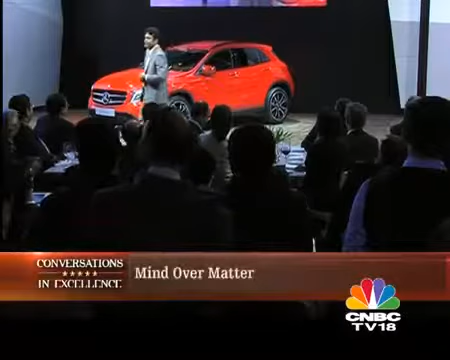 CONVERSATIONS
IN EXCELLENCE
Mind Over Matter
CNBC
TV18